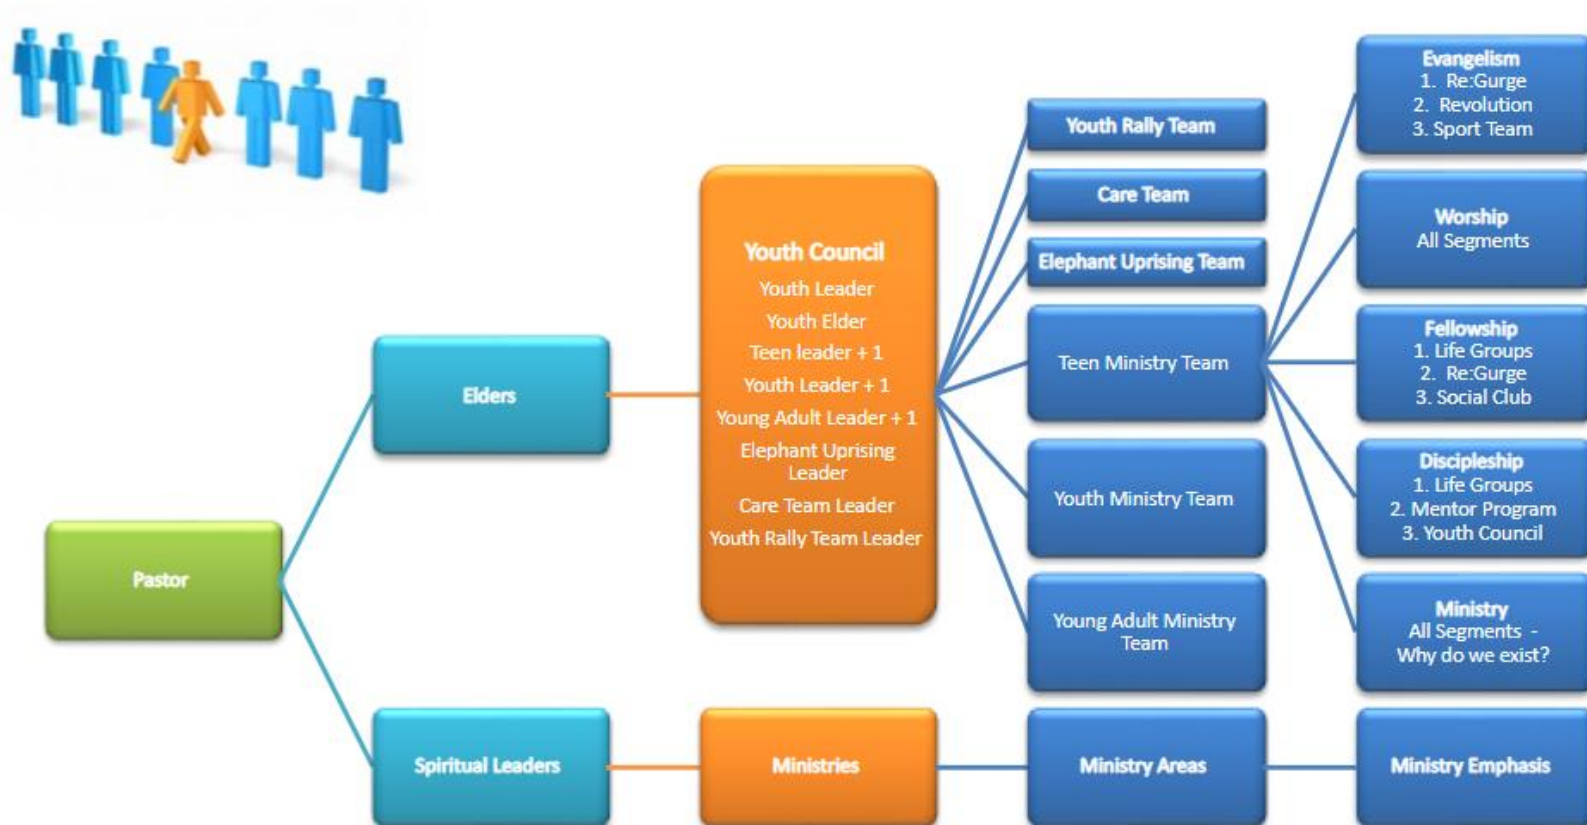 Pastor
Elders
Spiritual Leaders
Youth Council
Youth Leader
Youth Elder
Teen leader + 1
Youth Leader + 1
Young Adult Leader + 1
Elephant Uprising
Leader
Care Team Leader
Youth Rally Team Leader
Ministries
Youth Rally Team
Care Team
Elephant Uprising Team
Teen Ministry Team
Youth Ministry Team
Young Adult Ministry
Team
Ministry Areas
Evangelism
1. Re:Gurge
2. Revolution
3. Sport Team
Worship
All Segments
Fellowship
1. Life Groups
2. Re:Gurge
3. Social Club
Discipleship
1. Life Groups
2. Mentor Program
3. Youth Council
Ministry
All Segments -
Why do we exist?
Ministry Emphasis